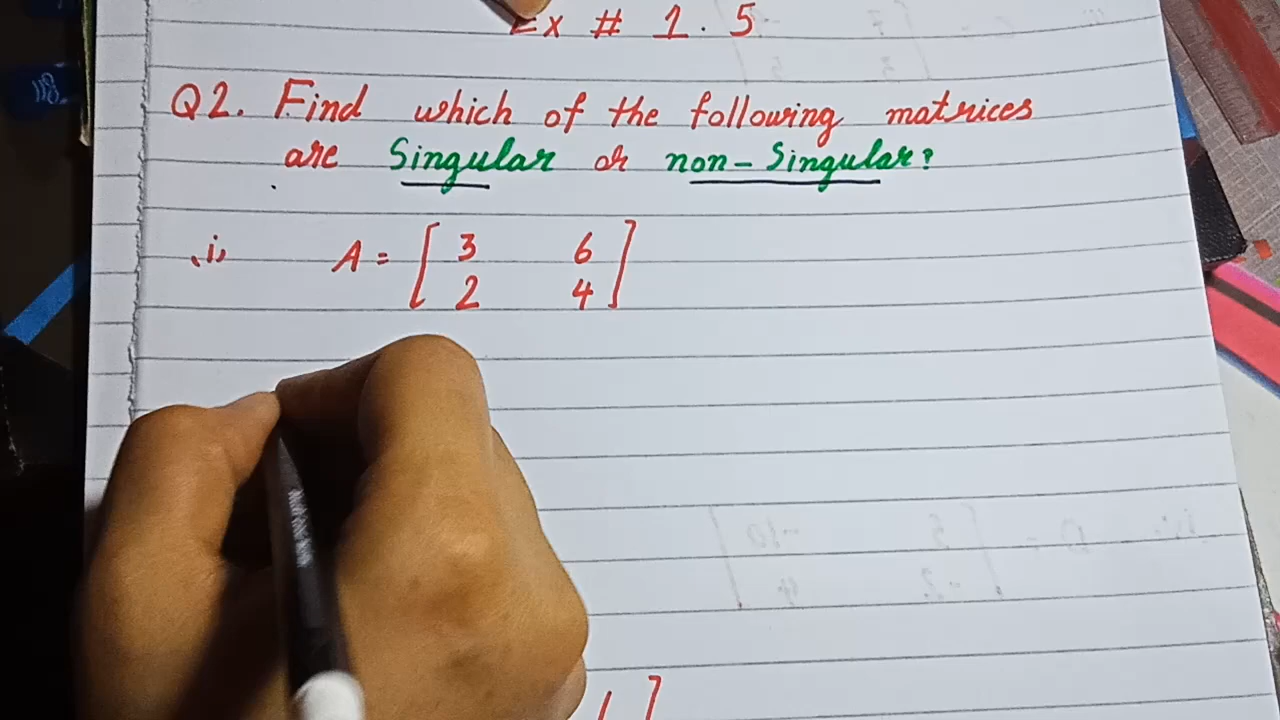 Ex # 1.5
Q2. Find which of the following matrices
are Singular or non-Singular?
(i) A = [ 3 6
2 4 ]